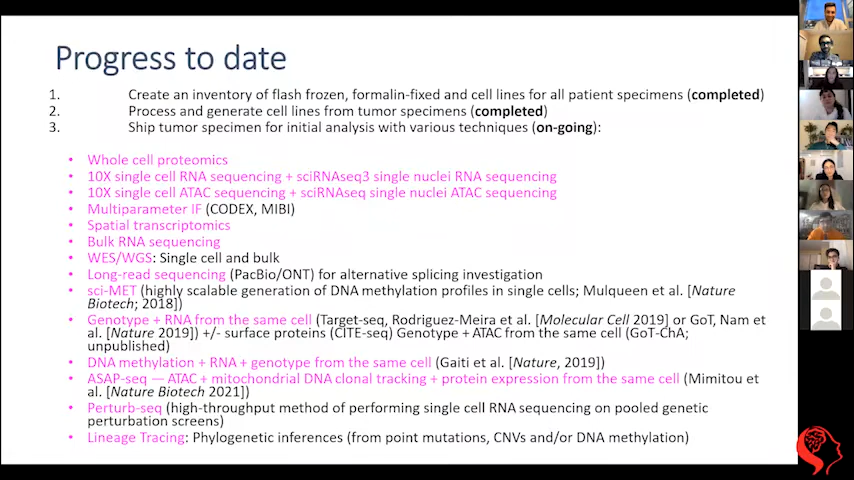 Progress to date
1. Create an inventory of flash frozen, formalin-fixed and cell lines for all patient specimens (completed)
2. Process and generate cell lines from tumor specimens (completed)
3. Ship tumor specimen for initial analysis with various techniques (on-going):
• Whole cell proteomics
• 10X single cell RNA sequencing + sciRNAseq3 single nuclei RNA sequencing
• 10X single cell ATAC sequencing + sciRNAseq single nuclei ATAC sequencing
• Multiparameter IF (CODEX, MIBI)
• Spatial transcriptomics
• Bulk RNA sequencing
• WES/WGS: Single cell and bulk
• Long-read sequencing (PacBio/ONT) for alternative splicing investigation
• sci-MET (highly scalable generation of DNA methylation profiles in single cells; Mulqueen et al. [Nature
Biotech; 2018])
• Genotype + RNA from the same cell (Target-seq, Rodriguez-Meira et al. [Molecular Cell 2019] or GoT, Nam et
al. [Nature 2019]) +/- surface proteins (CITE-seq) Genotype + ATAC from the same cell (GoT-ChA;
unpublished)
• DNA methylation + RNA + genotype from the same cell (Gaiti et al. [Nature, 2019])
• ASAP-seq — ATAC + mitochondrial DNA clonal tracking + protein expression from the same cell (Mimitou et
al. [Nature Biotech 2021])
• Perturb-seq (high-throughput method of performing single cell RNA sequencing on pooled genetic
perturbation screens)
• Lineage Tracing: Phylogenetic inferences (from point mutations, CNVs and/or DNA methylation)